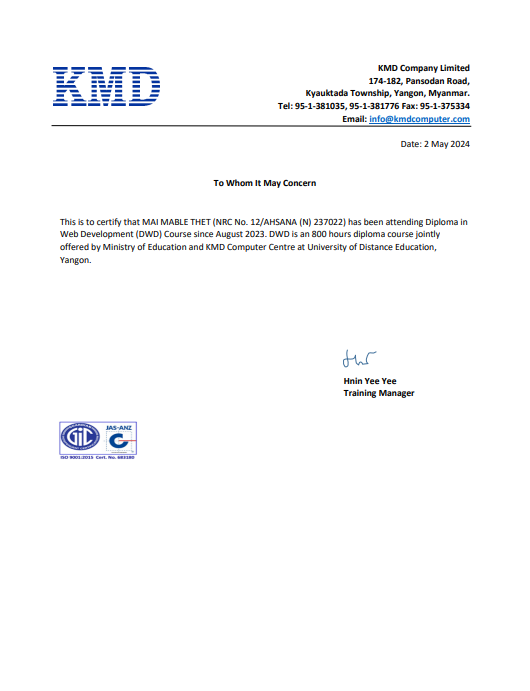 KMD
KMD Company Limited
174-182, Pansodan Road,
Kyauktada Township, Yangon, Myanmar.
Tel: 95-1-381035, 95-1-381776 Fax: 95-1-375334
Email: info@kmdcomputer.com
Date: 2 May 2024
To Whom It May Concern
This is to certify that MAI MABLE THET (NRC No. 12/AHSANA (N) 237022) has been attending Diploma in
Web Development (DWD) Course since August 2023. DWD is an 800 hours diploma course jointly
offered by Ministry of Education and KMD Computer Centre at University of Distance Education,
Yangon.
Hnin Yee Yee
Training Manager
GIC
JAS-ANZ
ISO 9001:2015 Cert. No. 683180